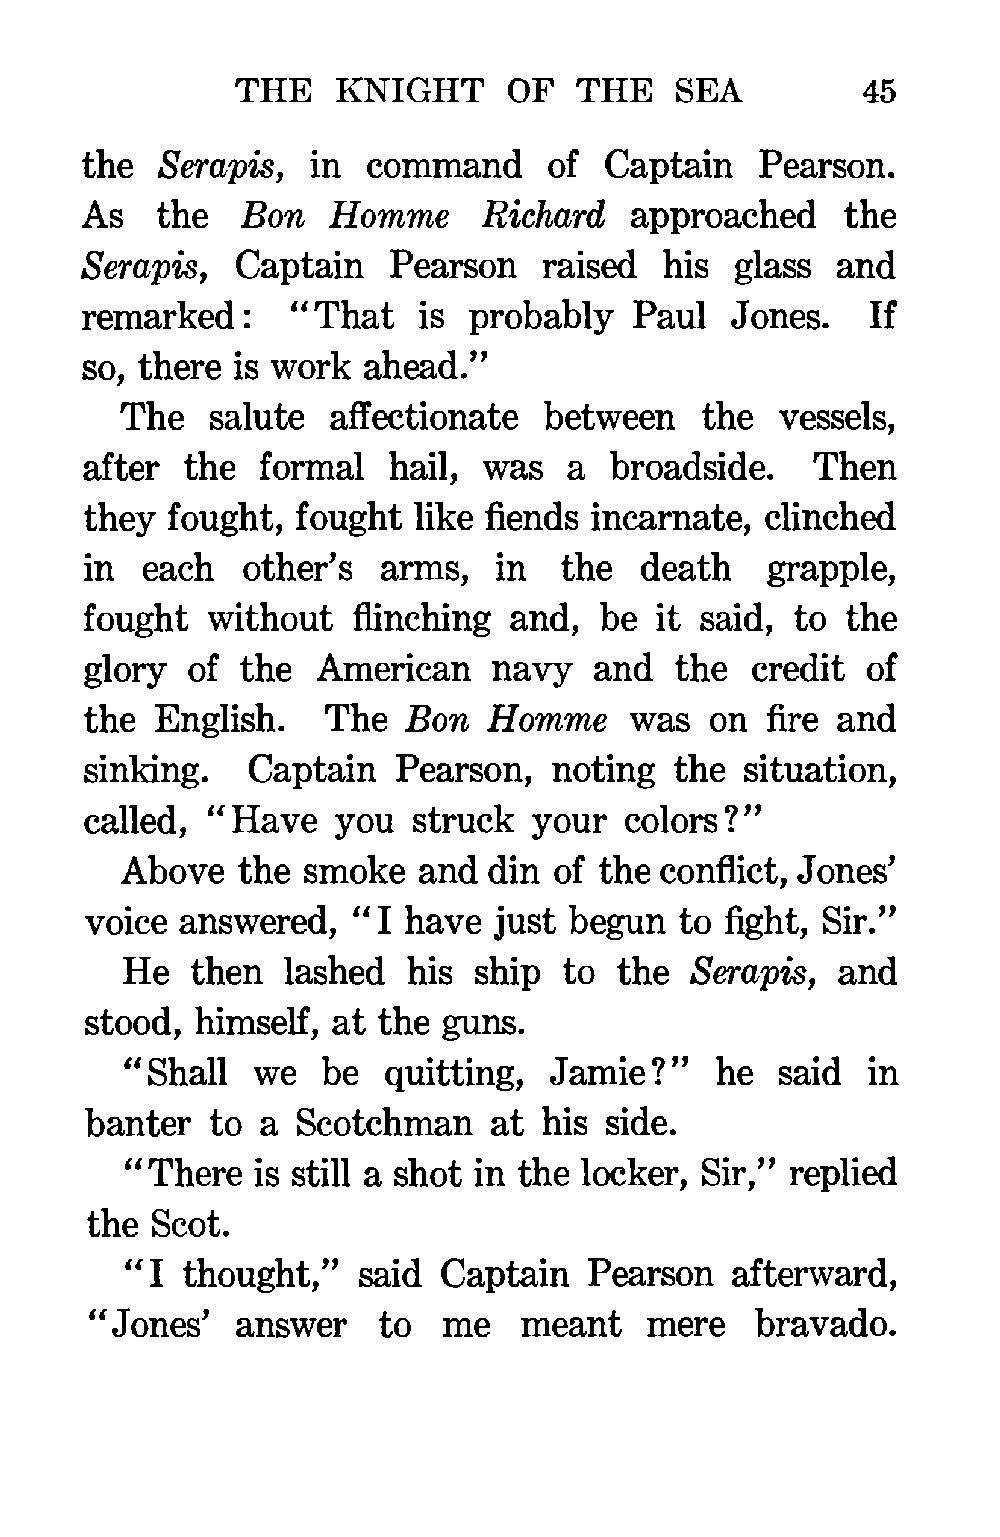 THE KNIGHT OF THE SEA 45
the Serapis, in command of Captain Pearson.
As the Bon Homme Richard approached the
Serapis, Captain Pearson raised his glass and
remarked: "That is probably Paul Jones. If
so, there is work ahead."
The salute affectionate between the vessels,
after the formal hail, was a broadside. Then
they fought, fought like fiends incarnate, clinched
in each other's arms, in the death grapple,
fought without flinching and, be it said, to the
glory of the American navy and the credit of
the English. The Bon Homme was on fire and
sinking. Captain Pearson, noting the situation,
called, "Have you struck your colors?"
Above the smoke and din of the conflict, Jones'
voice answered, "I have just begun to fight, Sir."
He then lashed his ship to the Serapis, and
stood, himself, at the guns.
"Shall we be quitting, Jamie?" he said in
banter to a Scotchman at his side.
"There is still a shot in the locker, Sir," replied
the Scot.
"I thought," said Captain Pearson afterward,
"Jones' answer to me meant mere bravado.